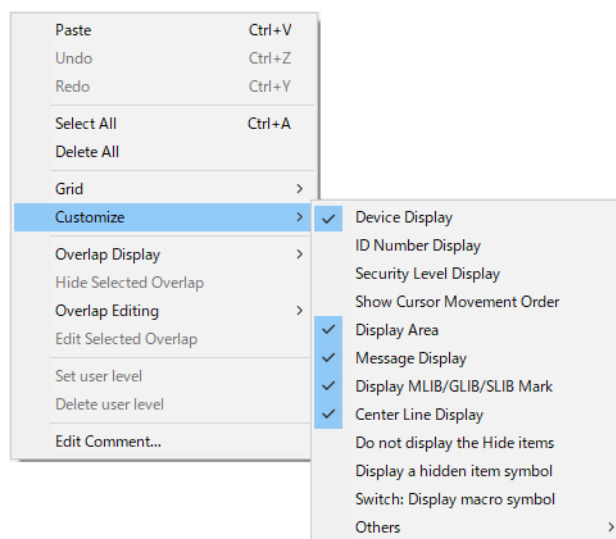 Paste Ctrl+V
Undo Ctrl+Z
Redo Ctrl+Y
Select All Ctrl+A
Delete All
Grid
Customize
Overlap Display
Hide Selected Overlap
Overlap Editing
Edit Selected Overlap
Set user level
Delete user level
Edit Comment...
Device Display
ID Number Display
Security Level Display
Show Cursor Movement Order
Display Area
Message Display
Display MLIB/GLIB/SLIB Mark
Center Line Display
Do not display the Hide items
Display a hidden item symbol
Switch: Display macro symbol
Others